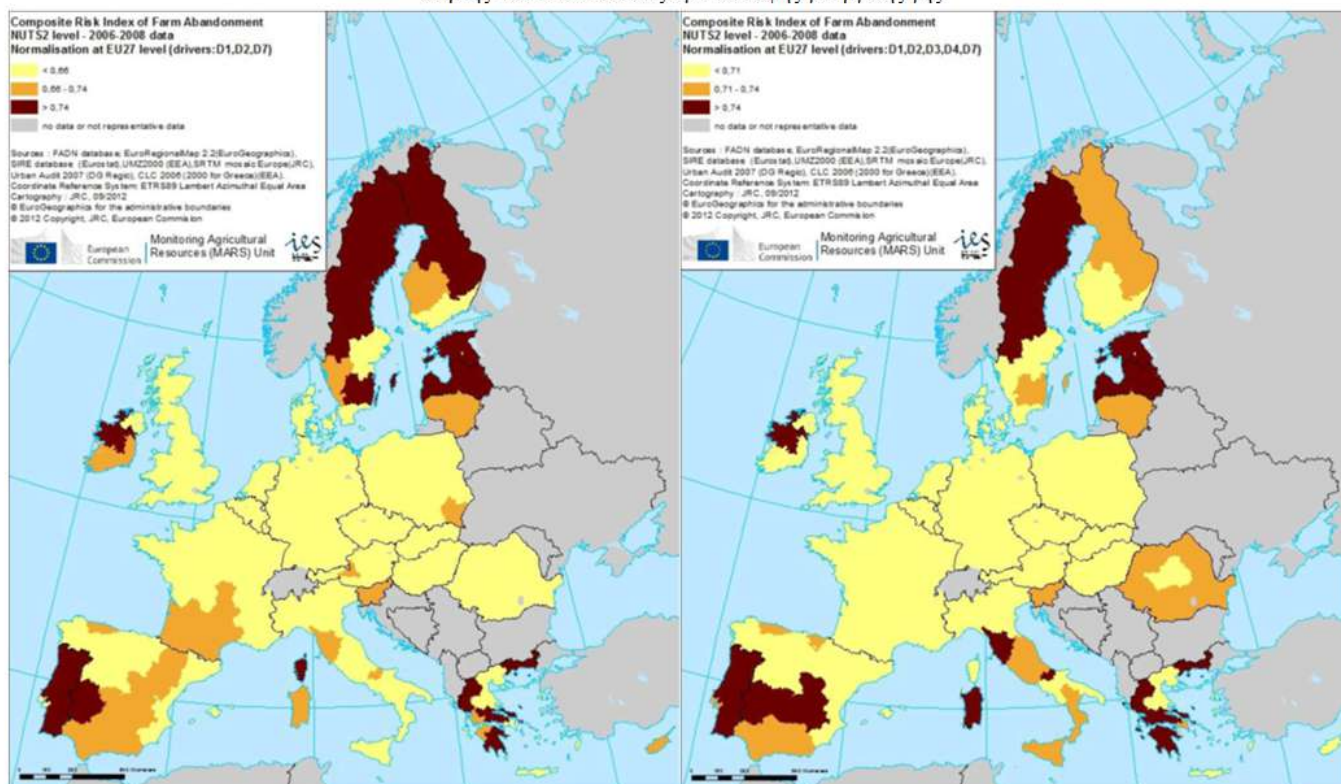 Composite Risk Index of Farm Abandonment
NUTS2 level - 2006-2008 data
Normalisation at EU27 level (drivers: D1,D2,D7)
< 0,66
0,66 - 0,74
> 0,74
no data or not representative data
Sources : FADN database; EuroRegionalMap 2.2(EuroGeographics),
SIRE database (Eurostat),UMZ2000 (EEA),SRTM mosaic Europe(JRC),
Urban Audit 2007 (DG Regio), CLC 2006 (2000 for Greece)(EEA).
Coordinate Reference System: ETRS89 Lambert Azimuthal Equal Area
Cartography : JRC, 09/2012
© EuroGeographics for the administrative boundaries
© 2012 Copyright, JRC, European Commision
European
Commission
Monitoring Agricultural
Resources (MARS) Unit
ies
Composite Risk Index of Farm Abandonment
NUTS2 level - 2006-2008 data
Normalisation at EU27 level (drivers: D1,D2,D3,D4,D7)
< 0,71
0,71 - 0,74
> 0,74
no data or not representative data
Sources : FADN database; EuroRegionalMap 2.2(EuroGeographics),
SIRE database (Eurostat),UMZ2000 (EEA),SRTM mosaic Europe(JRC),
Urban Audit 2007 (DG Regio), CLC 2006 (2000 for Greece)(EEA).
Coordinate Reference System: ETRS89 Lambert Azimuthal Equal Area
Cartography : JRC, 09/2012
© EuroGeographics for the administrative boundaries
© 2012 Copyright, JRC, European Commision
European
Commission
Monitoring Agricultural
Resources (MARS) Unit
ies